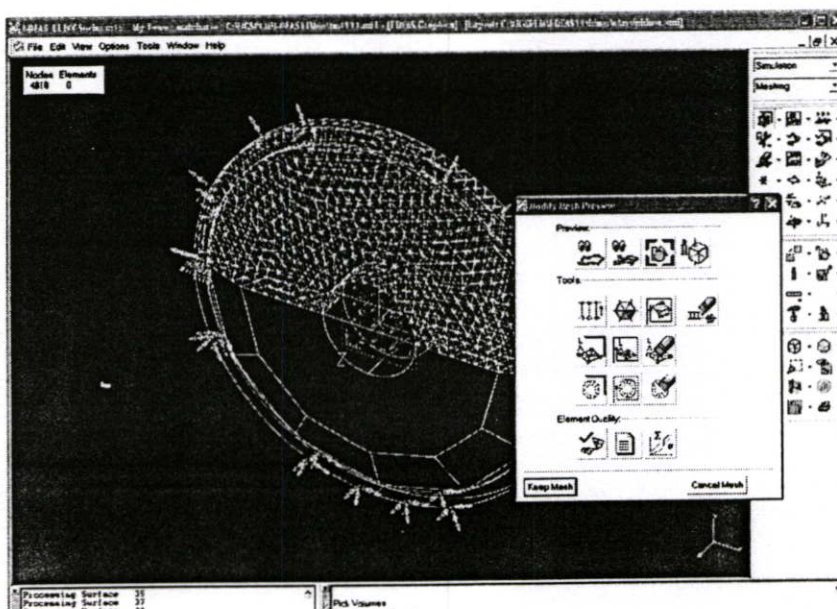 File Edit View Options Tools Window Help
Nodes Elements
4818 0
Simulation
Meshing
Modify Mesh Preview
Preview:
Tools:
Element Quality:
Keep Mesh
Cancel Mesh
Processing Surface 36
Processing Surface 37
Pick Volumes